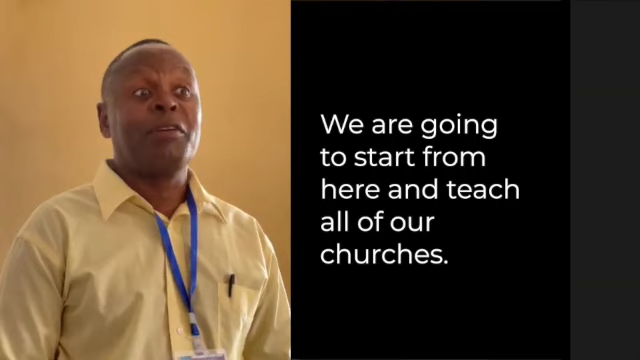 We are going
to start from
here and teach
all of our
churches.